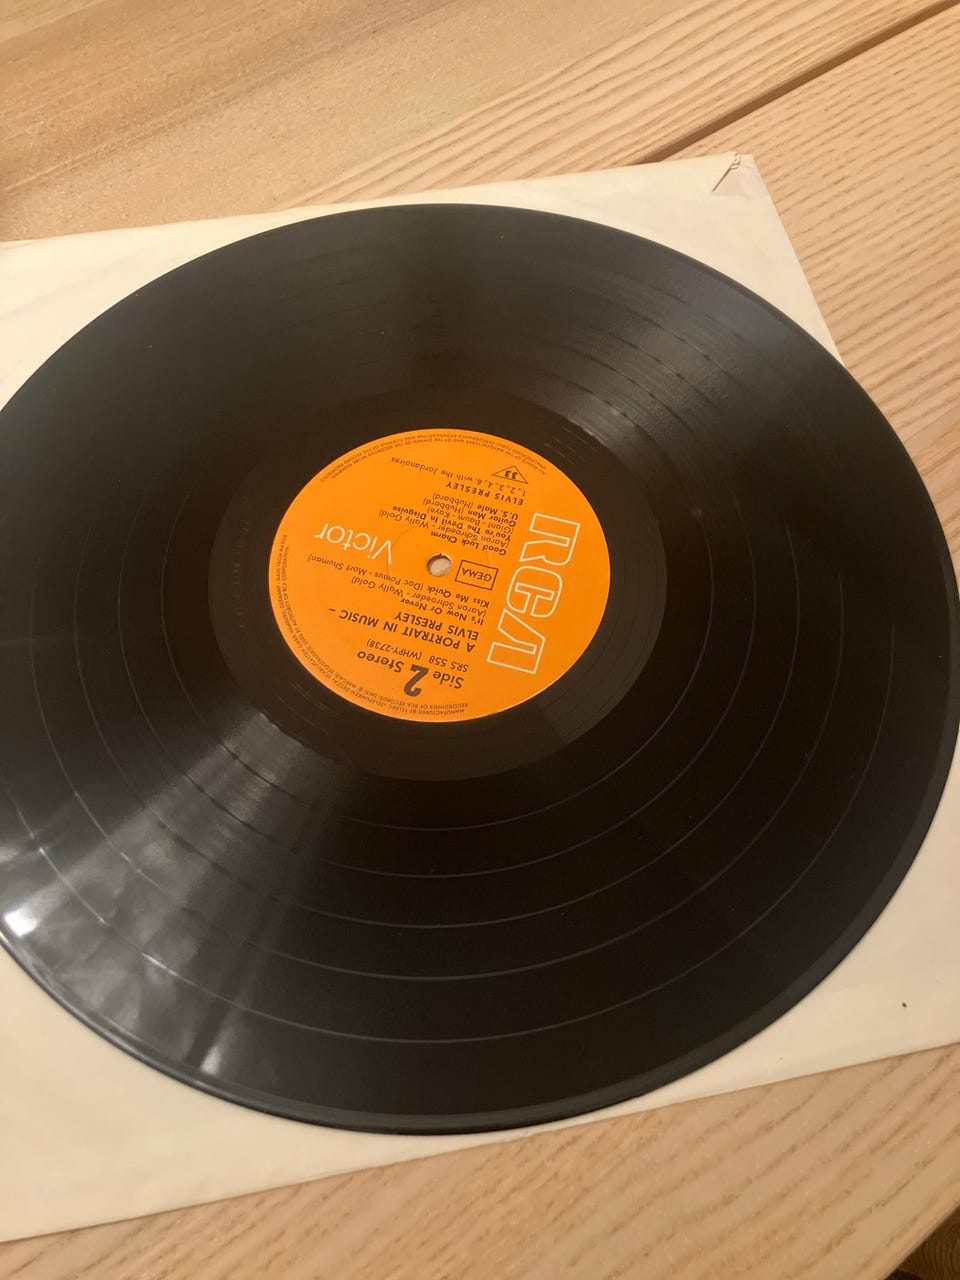 RCA
Victor
Side 2 Stereo
SRS 558 (WHPY-2738)
A PORTRAIT IN MUSIC –
ELVIS PRESLEY
It's Now Or Never
(Aaron Schroeder - Wally Gold)
Kiss Me Quick (Doc Pomus - Mort Shuman)
GEMA
Good Luck Charm
(Aaron Schroeder - Wally Gold)
You're The Devil In Disguise
(Giant - Baum - Kaye)
Guitar Man (Hubbard)
U.S. Male (Hubbard)
ELVIS PRESLEY
1, 2, 3, 4, 6 with the Jordanaires
33